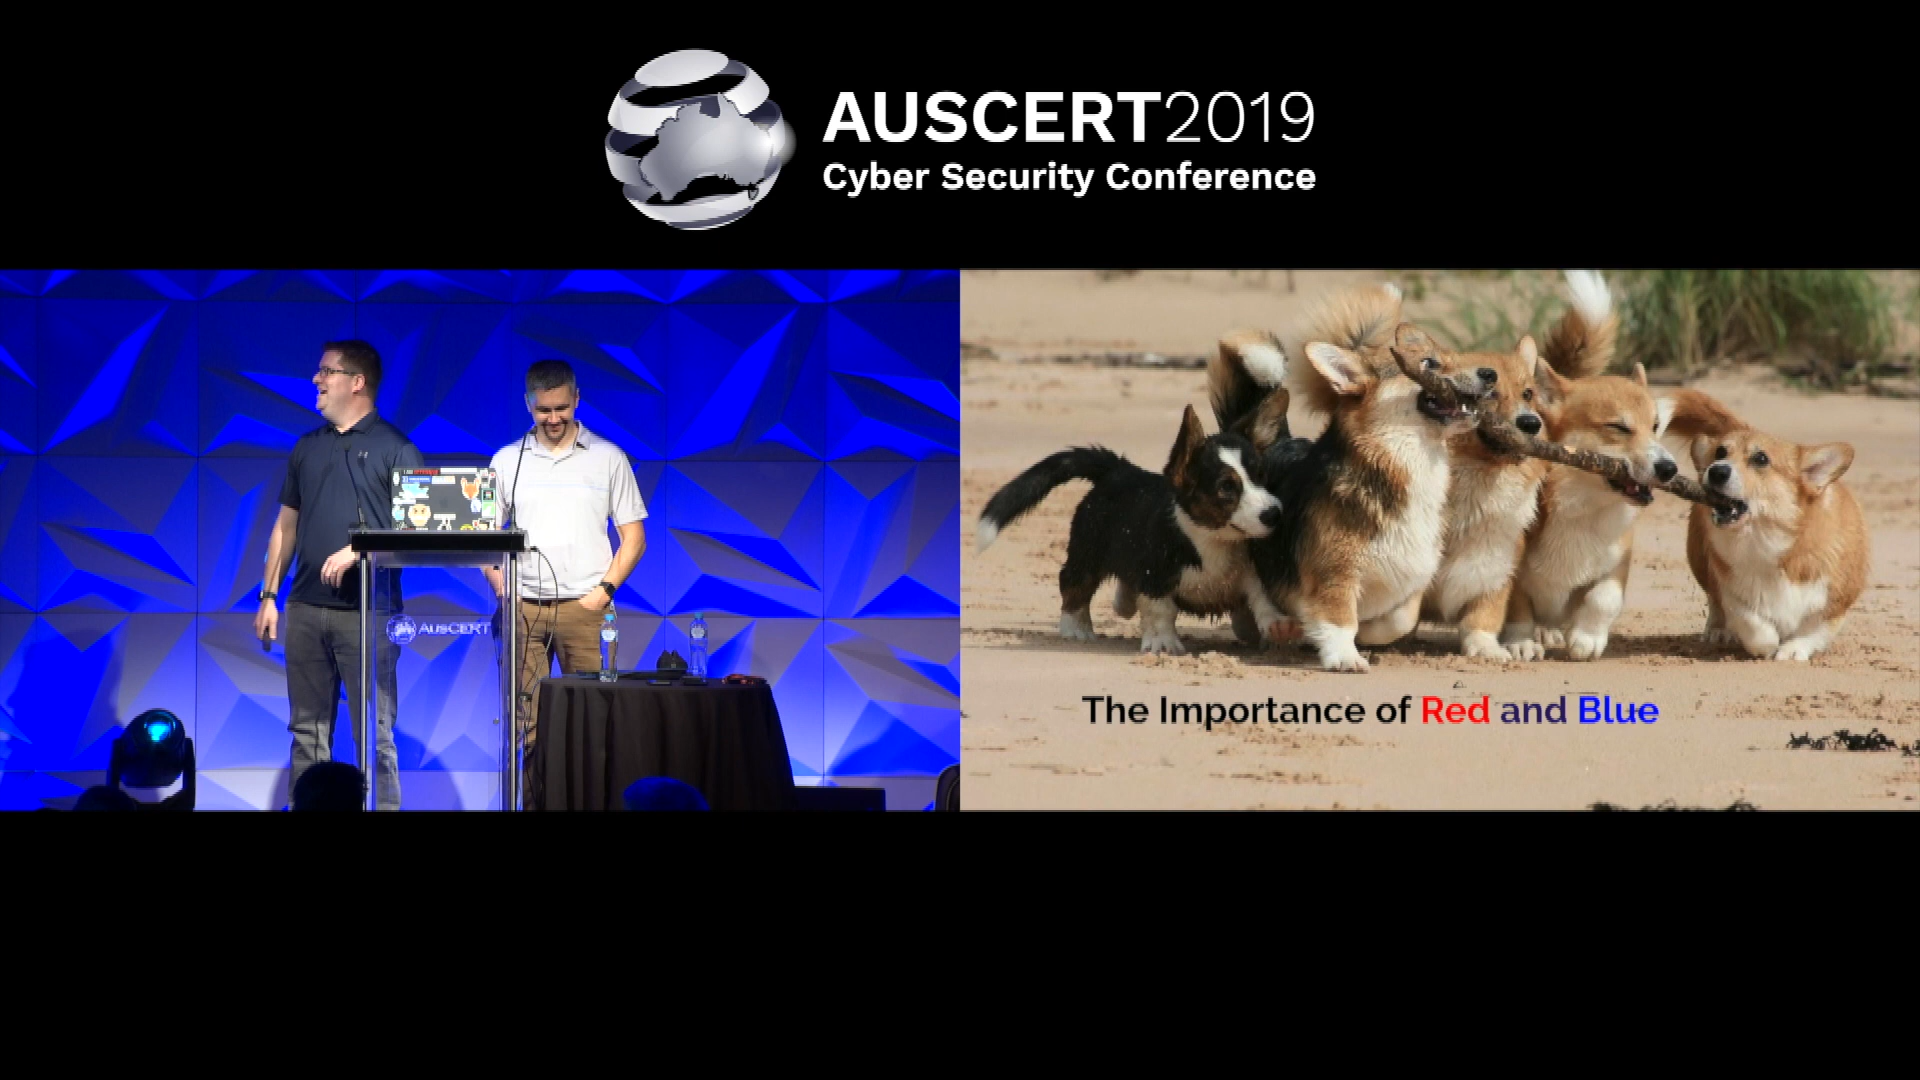 AUSCERT2019
Cyber Security Conference
AUSCERT
The Importance of Red and Blue